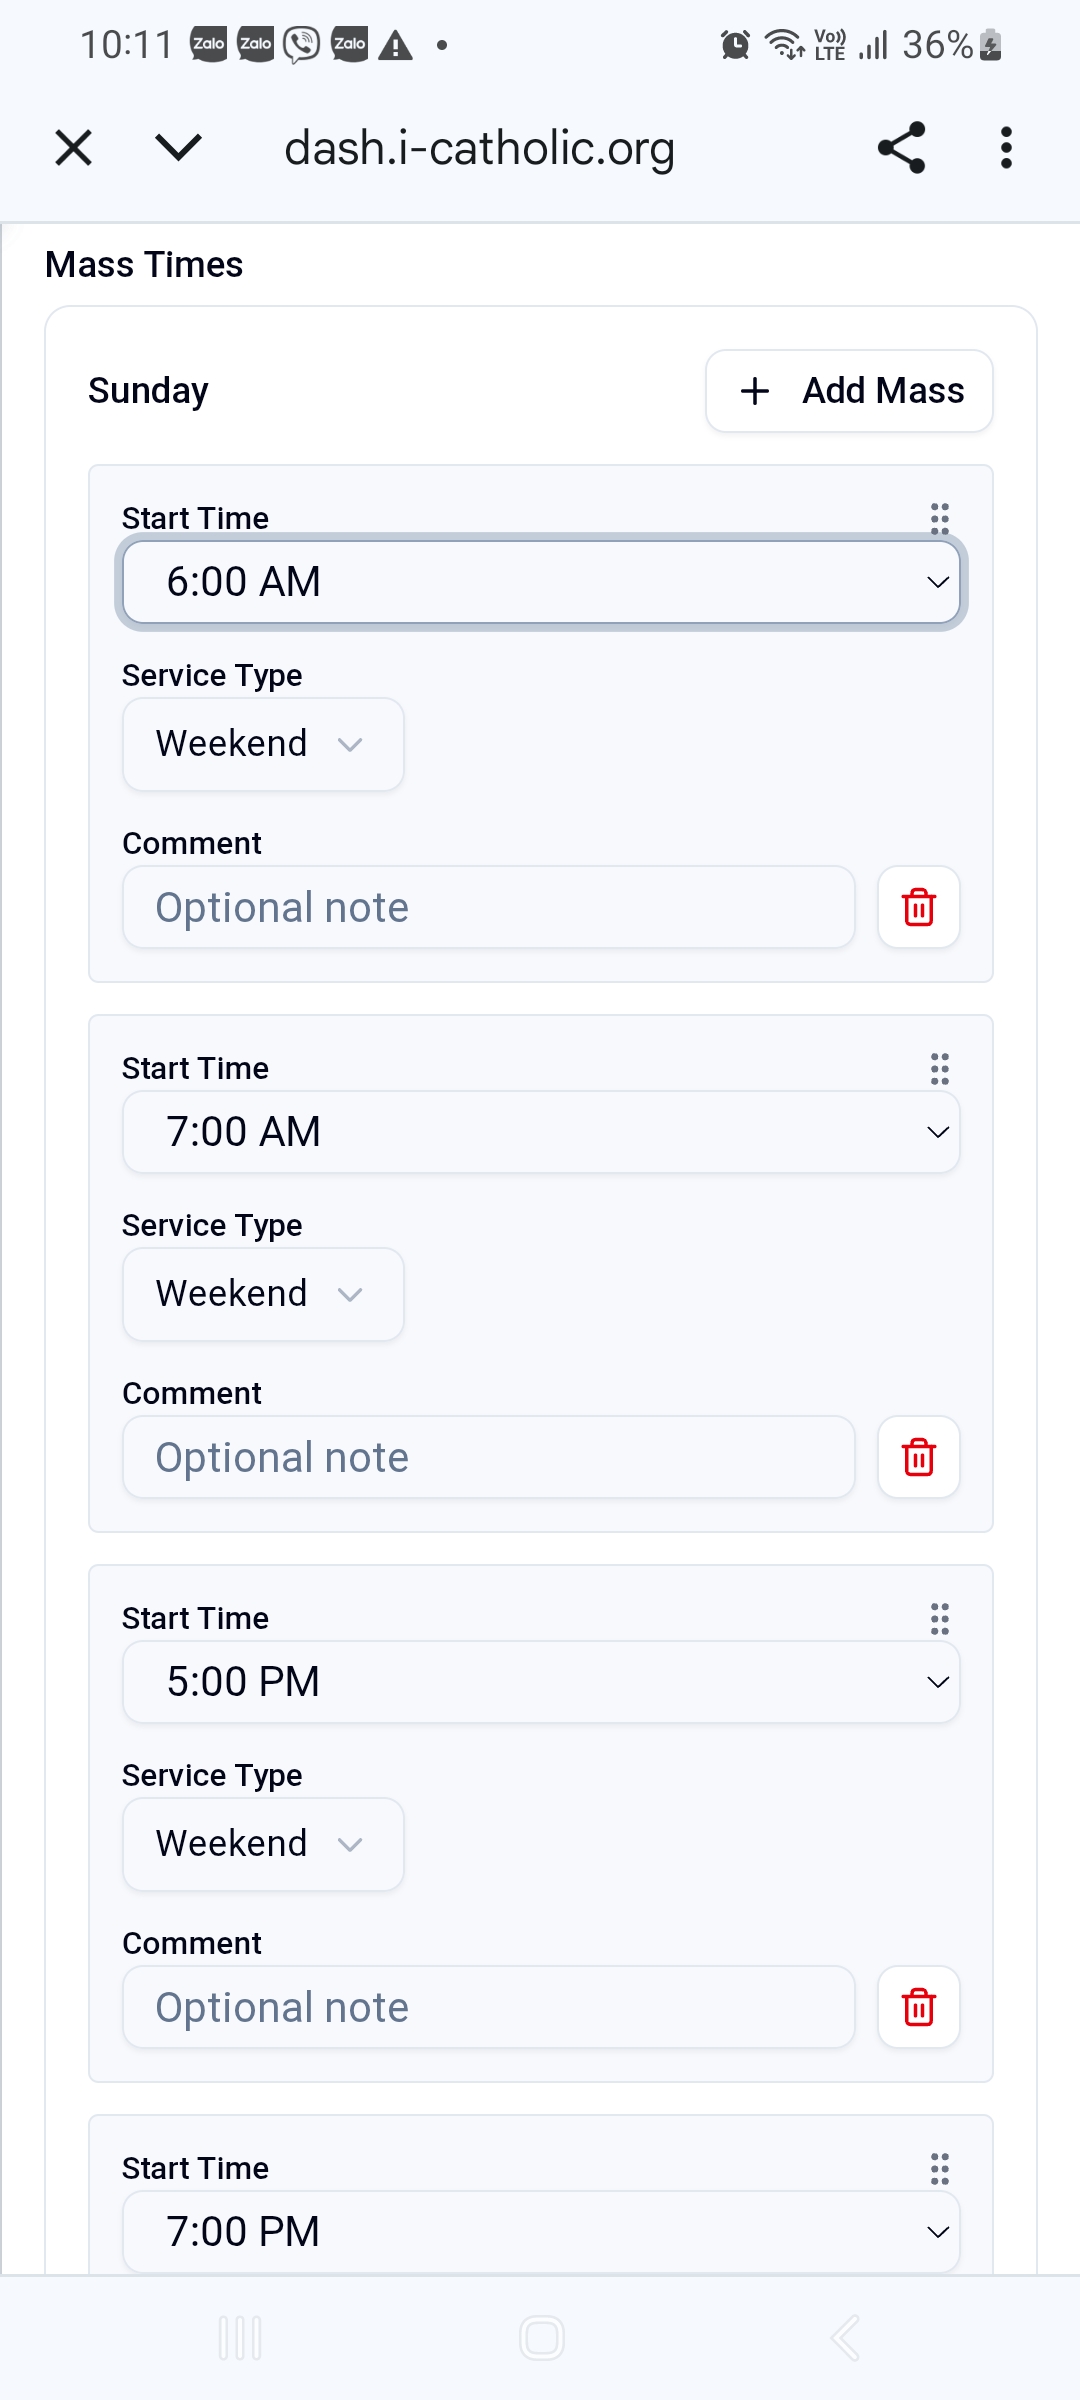 10:11 Zalo Zalo Zalo Vo)) LTE 36%
dash.i-catholic.org
Mass Times
Sunday
Add Mass
Start Time
6:00 AM
Service Type
Weekend
Comment
Optional note
Start Time
7:00 AM
Service Type
Weekend
Comment
Optional note
Start Time
5:00 PM
Service Type
Weekend
Comment
Optional note
Start Time
7:00 PM